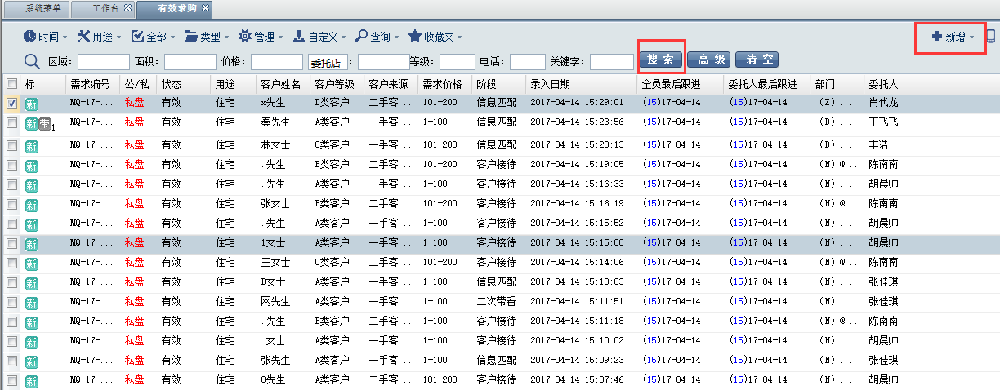 系统菜单 工作台 有效求购
时间 用途 全部 类型 管理 自定义 查询 收藏夹 新增
区域: 面积: 价格: 委托店 : 等级: 电话: 关键字: 搜 索 高 级 清 空
标 需求编号 公/私 状态 用途 客户姓名 客户等级 客户来源 需求价格 阶段 录入日期 全员最后跟进 委托人最后跟进 部门 委托人
新 MQ-17-... 私盘 有效 住宅 x先生 D类客户 二手客... 101-200 信息匹配 2017-04-14 15:29:01 (15)17-04-14 (15)17-04-14 (Z) ... 肖代龙
新 带 1 MQ-17-... 私盘 有效 住宅 秦先生 A类客户 一手客... 1-100 信息匹配 2017-04-14 15:23:56 (15)17-04-14 (15)17-04-14 (D) ... 丁飞飞
新 MQ-17-... 私盘 有效 住宅 林女士 C类客户 一手客... 101-200 信息匹配 2017-04-14 15:20:13 (15)17-04-14 (15)17-04-14 (B) ... 丰浩
新 MQ-17-... 私盘 有效 住宅 .先生 B类客户 二手客... 101-200 客户接待 2017-04-14 15:19:05 (15)17-04-14 (15)17-04-14 (N) @... 陈南南
新 MQ-17-... 私盘 有效 住宅 .先生 A类客户 一手客... 1-100 客户接待 2017-04-14 15:16:33 (15)17-04-14 (15)17-04-14 (N) ... 胡晨帅
新 MQ-17-... 私盘 有效 住宅 张女士 B类客户 二手客... 101-200 客户接待 2017-04-14 15:16:19 (15)17-04-14 (15)17-04-14 (N) @... 陈南南
新 MQ-17-... 私盘 有效 住宅 .先生 A类客户 一手客... 1-100 客户接待 2017-04-14 15:15:52 (15)17-04-14 (15)17-04-14 (N) ... 胡晨帅
新 MQ-17-... 私盘 有效 住宅 1女士 A类客户 一手客... 1-100 客户接待 2017-04-14 15:15:00 (15)17-04-14 (15)17-04-14 (N) ... 胡晨帅
新 MQ-17-... 私盘 有效 住宅 王女士 C类客户 二手客... 101-200 客户接待 2017-04-14 15:14:06 (15)17-04-14 (15)17-04-14 (N) @... 陈南南
新 MQ-17-... 私盘 有效 住宅 B女士 A类客户 一手客... 1-100 信息匹配 2017-04-14 15:13:03 (15)17-04-14 (15)17-04-14 (N) ... 张佳琪
新 MQ-17-... 私盘 有效 住宅 网先生 A类客户 一手客... 1-100 二次带看 2017-04-14 15:11:51 (15)17-04-14 (15)17-04-14 (N) ... 张佳琪
新 MQ-17-... 私盘 有效 住宅 .先生 B类客户 二手客... 1-100 客户接待 2017-04-14 15:11:18 (15)17-04-14 (15)17-04-14 (N) @... 陈南南
新 MQ-17-... 私盘 有效 住宅 .女士 A类客户 一手客... 1-100 客户接待 2017-04-14 15:10:02 (15)17-04-14 (15)17-04-14 (N) ... 胡晨帅
新 MQ-17-... 私盘 有效 住宅 张先生 A类客户 一手客... 1-100 信息匹配 2017-04-14 15:09:23 (15)17-04-14 (15)17-04-14 (N) ... 张佳琪
新 MQ-17-... 私盘 有效 住宅 0先生 A类客户 二手客... 101-200 客户接待 2017-04-14 15:07:46 (15)17-04-14 (15)17-04-14 (N) ... 胡晨帅